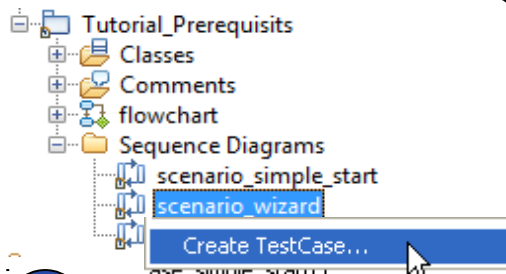 Tutorial_Prerequisits
Classes
Comments
flowchart
Sequence Diagrams
scenario_simple_start
scenario_wizard
Create TestCase...